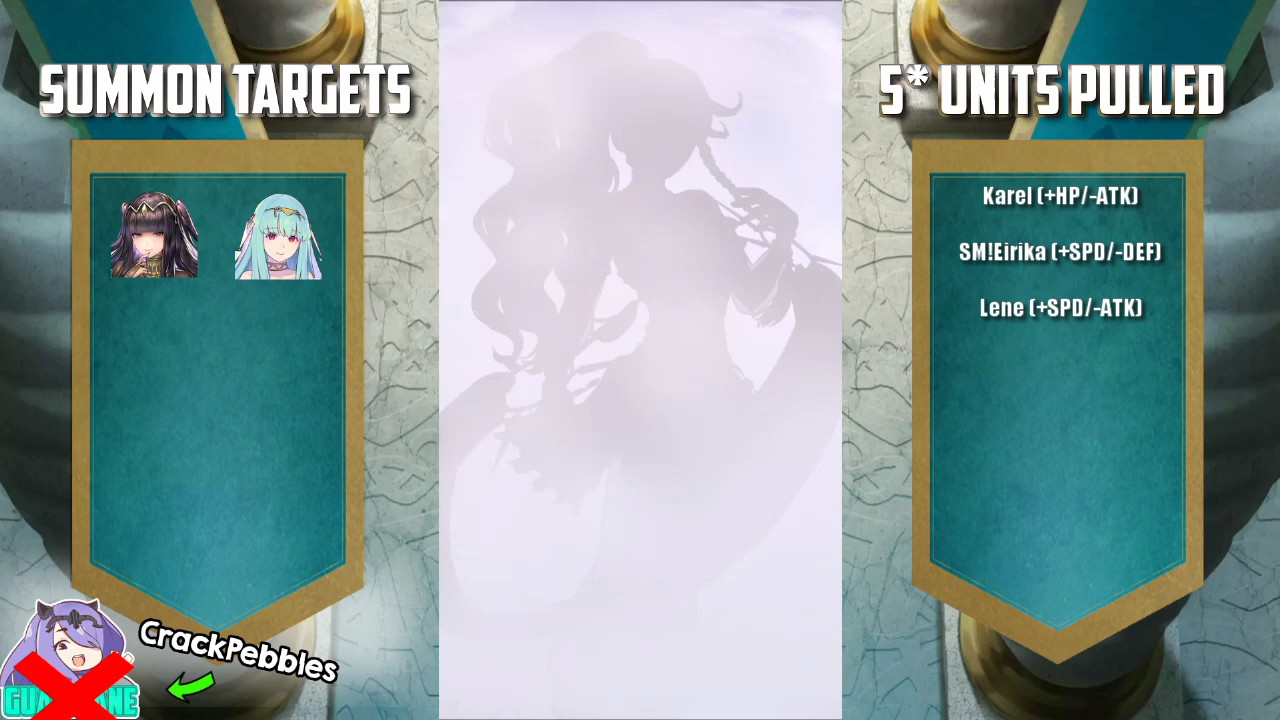 SUMMON TARGETS
5* UNITS PULLED
Karel (+HP/-ATK)
SM!Eirika (+SPD/-DEF)
Lene (+SPD/-ATK)
CrackPebbles